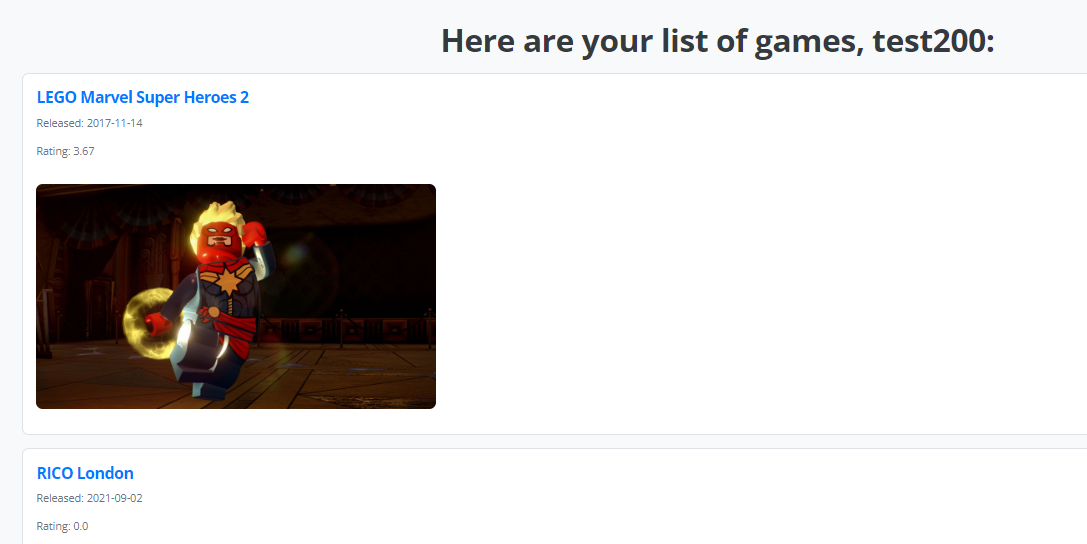 Here are your list of games, test200:
LEGO Marvel Super Heroes 2
Released: 2017-11-14
Rating: 3.67
RICO London
Released: 2021-09-02
Rating: 0.0